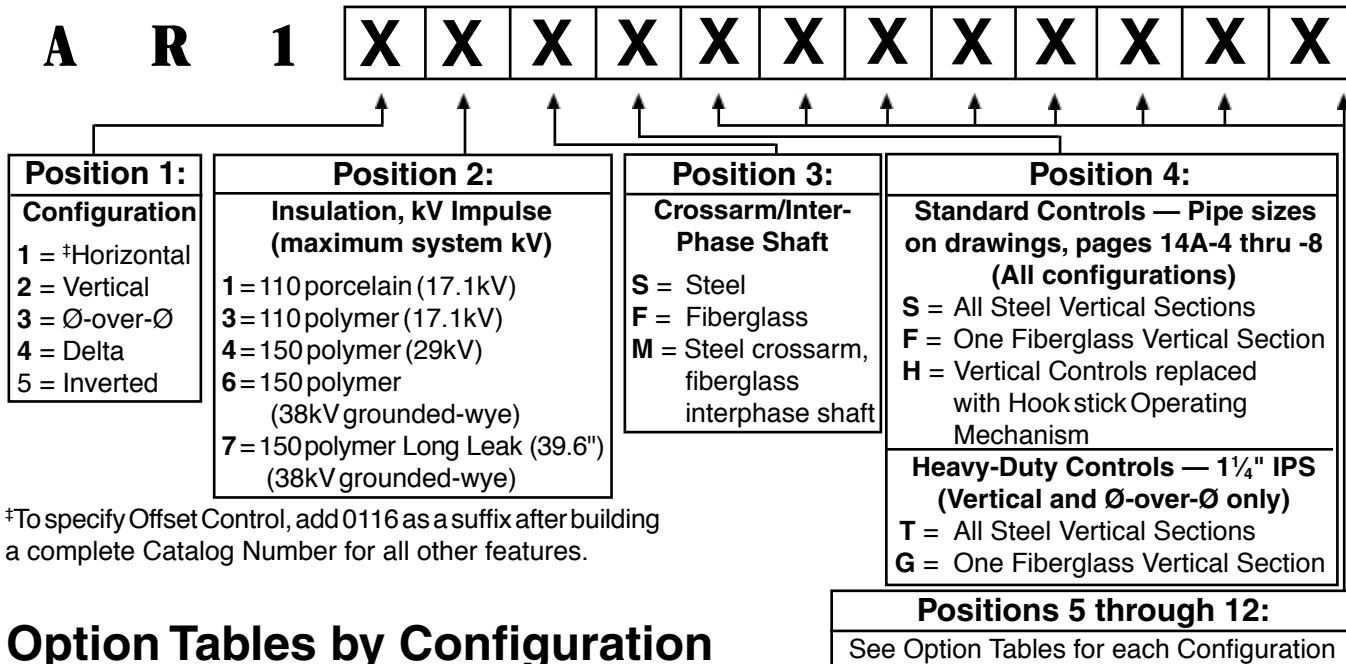 A R 1 X X X X X X X X X X X X
Position 1:
Configuration
1 = ‡Horizontal
2 = Vertical
3 = Ø-over-Ø
4 = Delta
5 = Inverted
Position 2:
Insulation, kV Impulse
(maximum system kV)
1 = 110 porcelain (17.1kV)
3 = 110 polymer (17.1kV)
4 = 150 polymer (29kV)
6 = 150 polymer
(38kV grounded-wye)
7 = 150 polymer Long Leak (39.6")
(38kV grounded-wye)
Position 3:
Crossarm/Inter-
Phase Shaft
S = Steel
F = Fiberglass
M = Steel crossarm,
fiberglass
interphase shaft
Position 4:
Standard Controls — Pipe sizes
on drawings, pages 14A-4 thru -8
(All configurations)
S = All Steel Vertical Sections
F = One Fiberglass Vertical Section
H = Vertical Controls replaced
with Hookstick Operating
Mechanism
Heavy-Duty Controls — 1¼" IPS
(Vertical and Ø-over-Ø only)
T = All Steel Vertical Sections
G = One Fiberglass Vertical Section
‡To specify Offset Control, add 0116 as a suffix after building
a complete Catalog Number for all other features.
Positions 5 through 12:
See Option Tables for each Configuration
Option Tables by Configuration